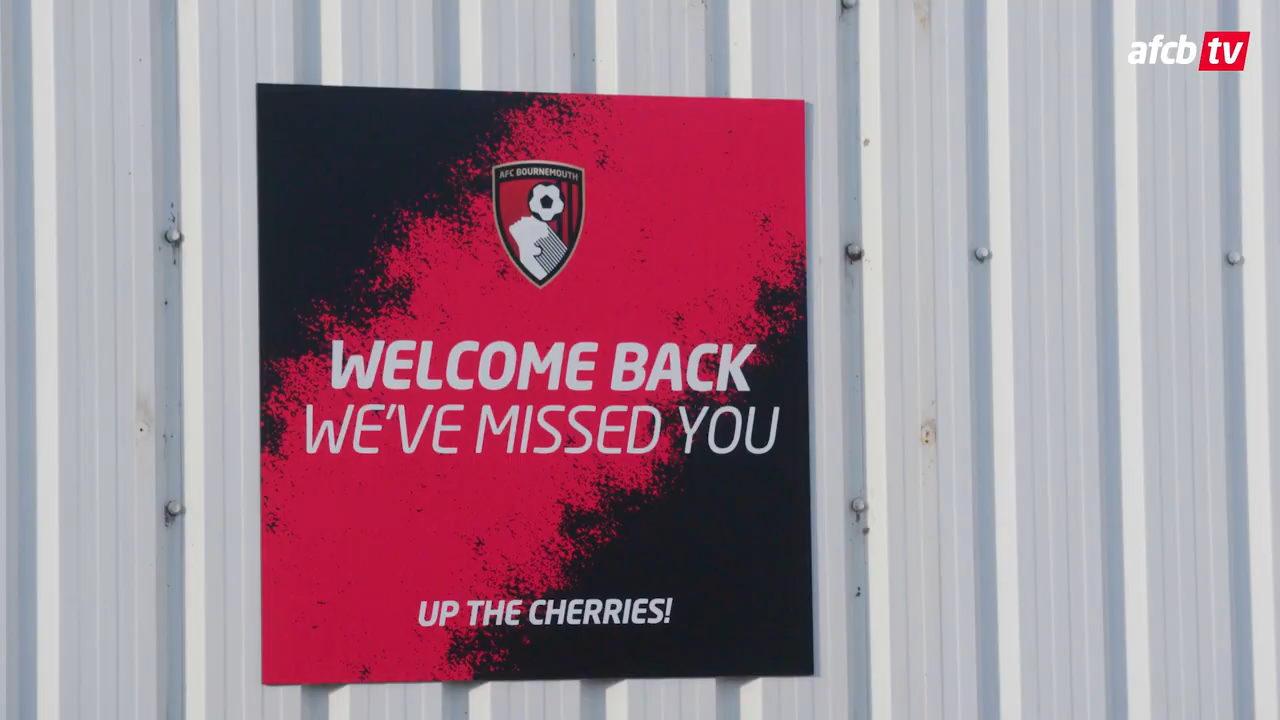 afcb tv
AFC BOURNEMOUTH
WELCOME BACK
WE'VE MISSED YOU
UP THE CHERRIES!